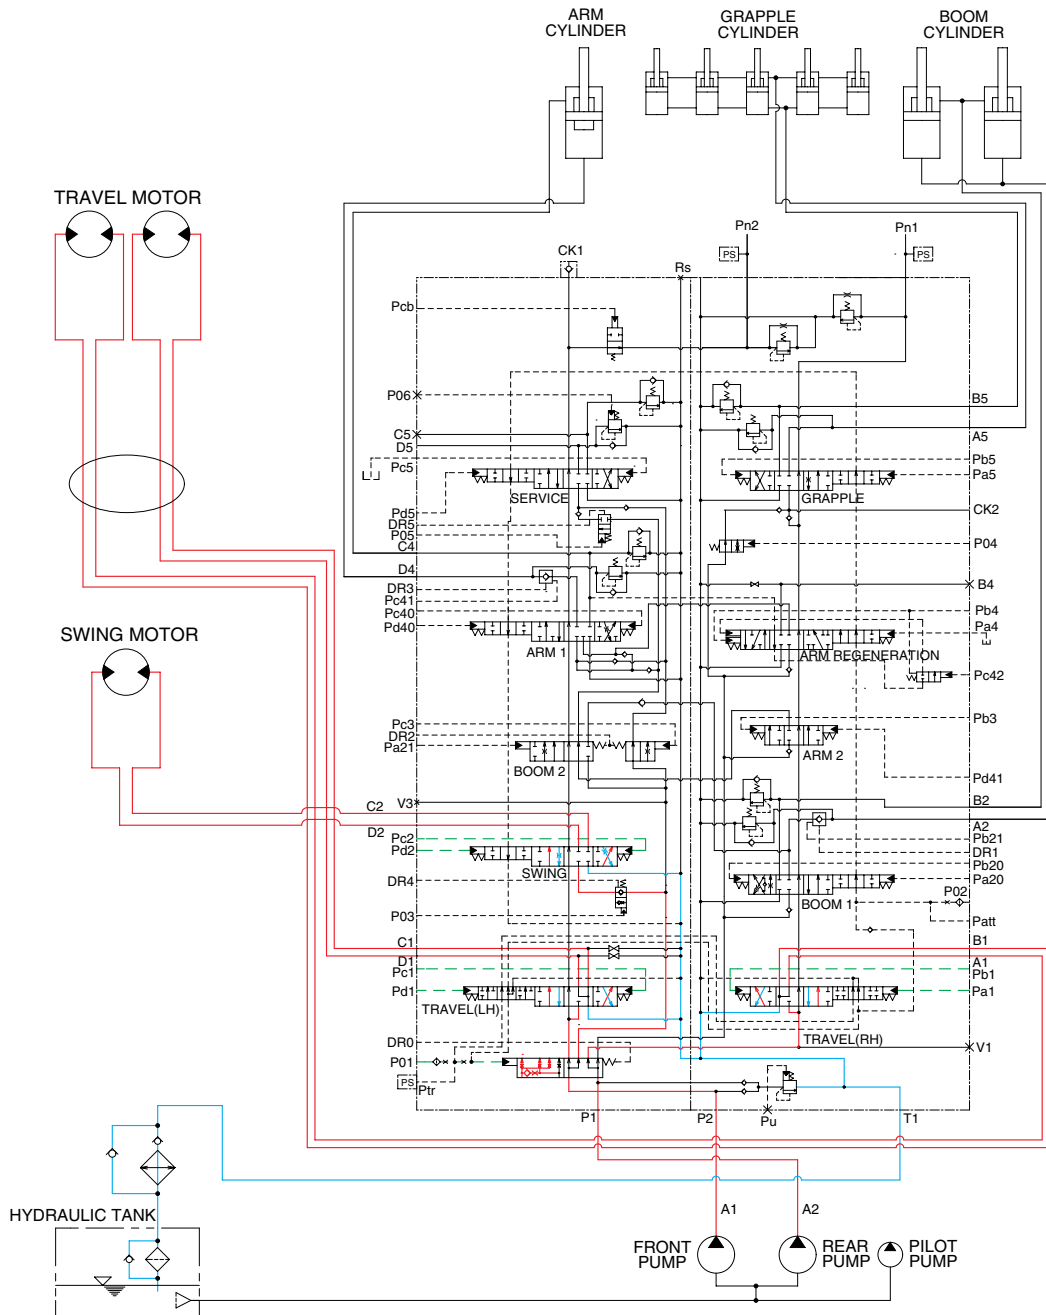 ARM
CYLINDER
GRAPPLE
CYLINDER
BOOM
CYLINDER
TRAVEL MOTOR
Pn2
Pn1
CK1
PS
PS
Rs
Pcb
P06
B5
C5
D5
A5
Pc5
Pb5
Pa5
SERVICE
GRAPPLE
Pd5
DR5
P05
C4
CK2
P04
D4
DR3
Pc41
Pc40
Pd40
B4
Pb4
Pa4
E
SWING MOTOR
ARM 1
ARM REGENERATION
Pc42
Pc3
DR2
Pa21
Pb3
BOOM 2
ARM 2
Pd41
C2
V3
B2
D2
Pc2
Pd2
A2
Pb21
DR1
Pb20
Pa20
SWING
DR4
P03
BOOM 1
P02
Patt
C1
D1
Pc1
Pd1
B1
A1
Pb1
Pa1
TRAVEL(LH)
TRAVEL(RH)
DR0
P01
V1
PS
Ptr
P1
P2
Pu
T1
HYDRAULIC TANK
A1
A2
FRONT
PUMP
REAR
PUMP
PILOT
PUMP